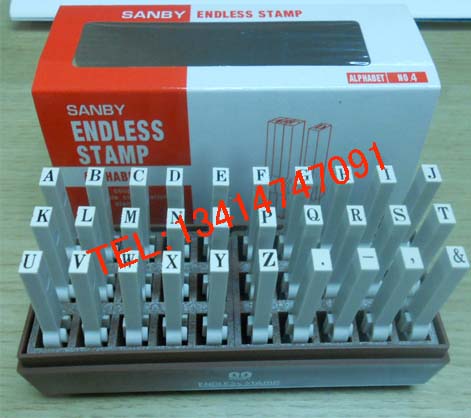 SANBY ENDLESS STAMP
ALPHABET NO.4
SANBY
ENDLESS
STAMP
TEL:13414747091
A B C D E F H I J
K L M N P Q R S T
U V W X Y Z . - , &
ENDLESS STAMP